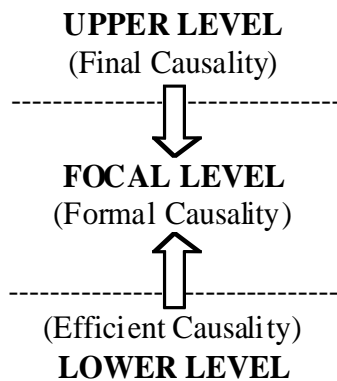 UPPER LEVEL
(Final Causality)
FOCAL LEVEL
(Formal Causality)
(Efficient Causality)
LOWER LEVEL